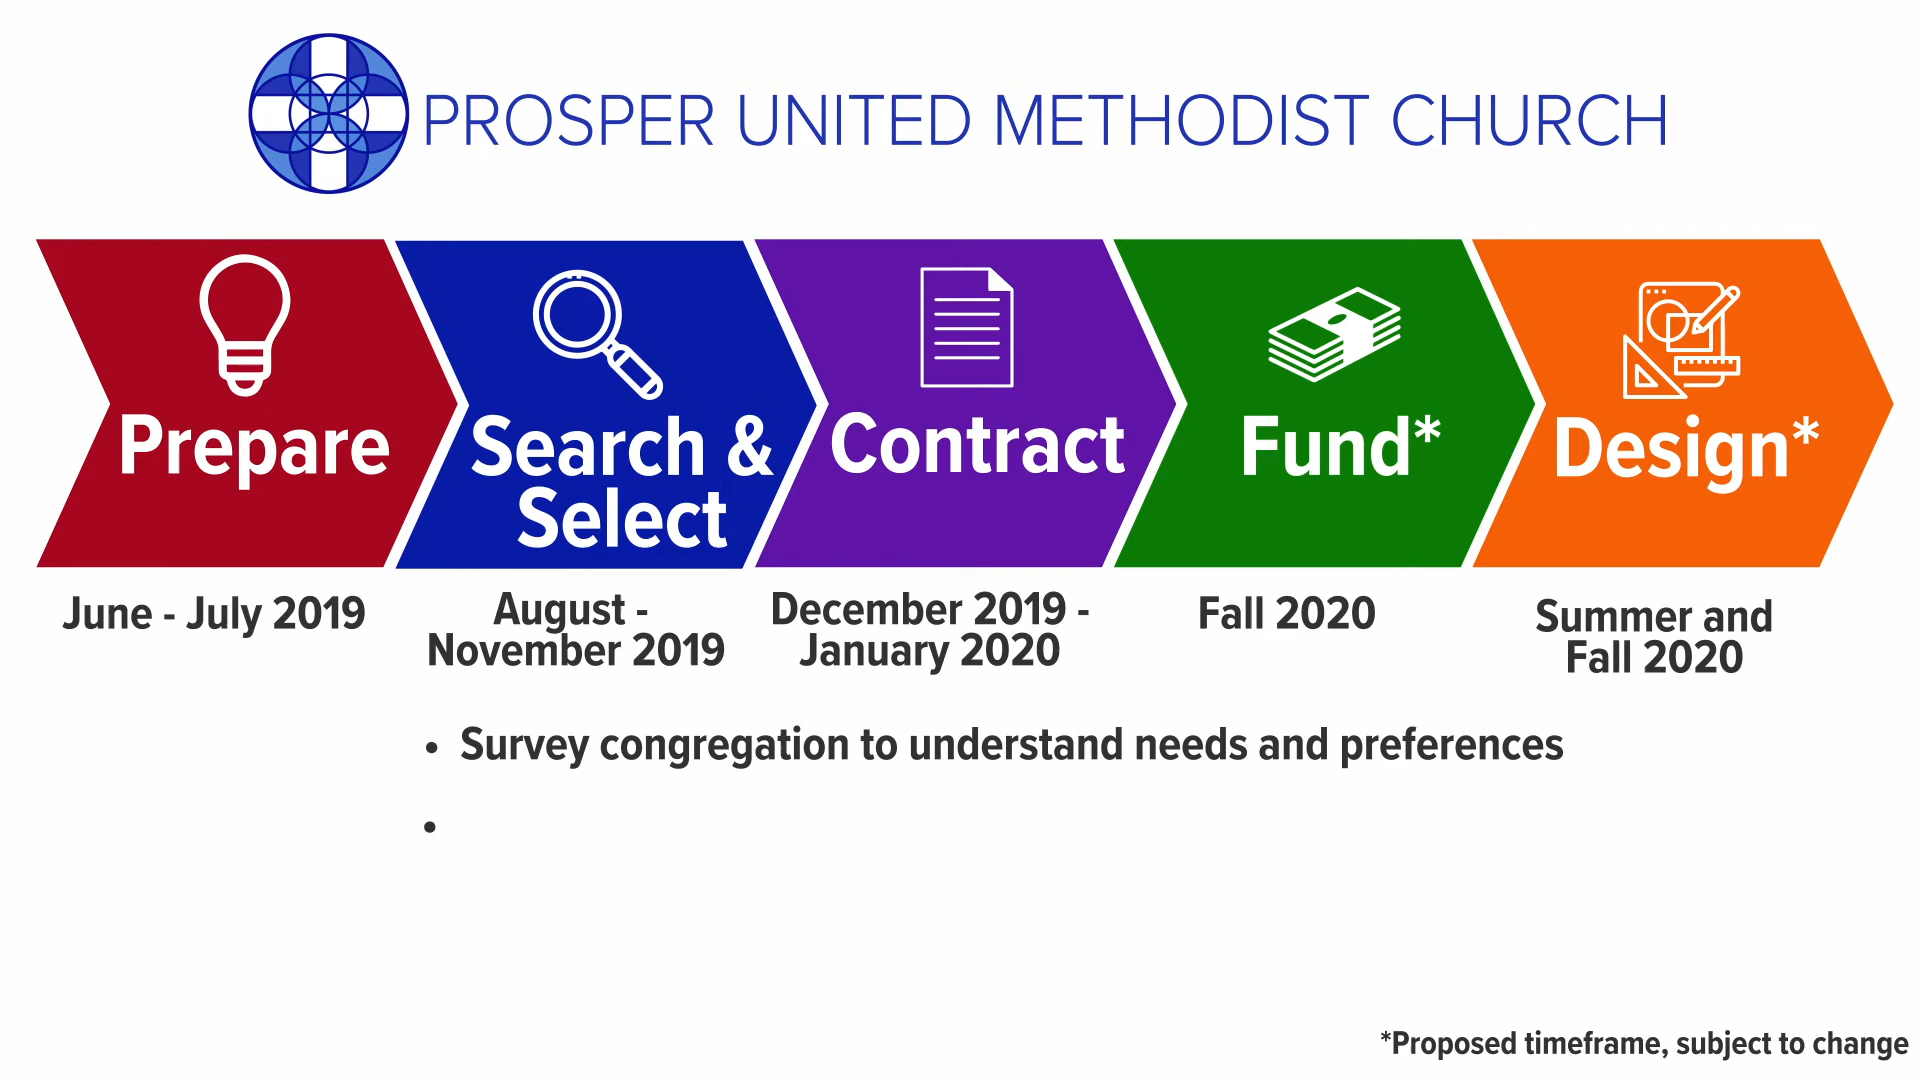 PROSPER UNITED METHODIST CHURCH
Prepare
Search &
Select
Contract
Fund*
Design*
June - July 2019
August -
November 2019
December 2019 -
January 2020
Fall 2020
Summer and
Fall 2020
• Survey congregation to understand needs and preferences
•
*Proposed timeframe, subject to change